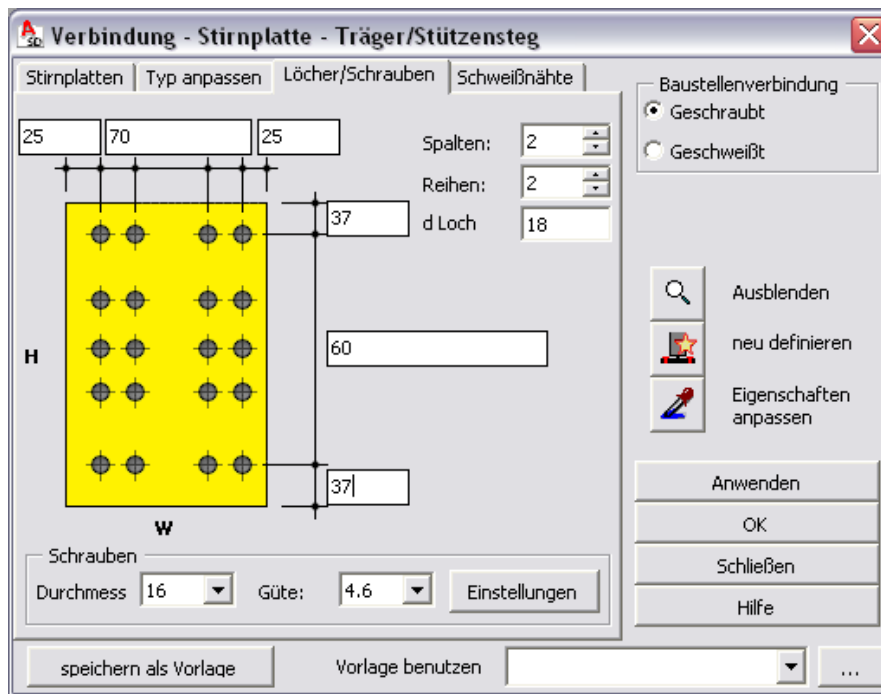 Verbindung - Stirnplatte - Träger/Stützensteg
Stirnplatten Typ anpassen Löcher/Schrauben Schweißnähte
25 70 25
Spalten: 2
Reihen: 2
37
d Loch 18
H
60
37
W
Schrauben
Durchmess 16 Güte: 4.6 Einstellungen
Baustellenverbindung
Geschraubt
Geschweißt
Ausblenden
neu definieren
Eigenschaften
anpassen
Anwenden
OK
Schließen
Hilfe
speichern als Vorlage Vorlage benutzen ...